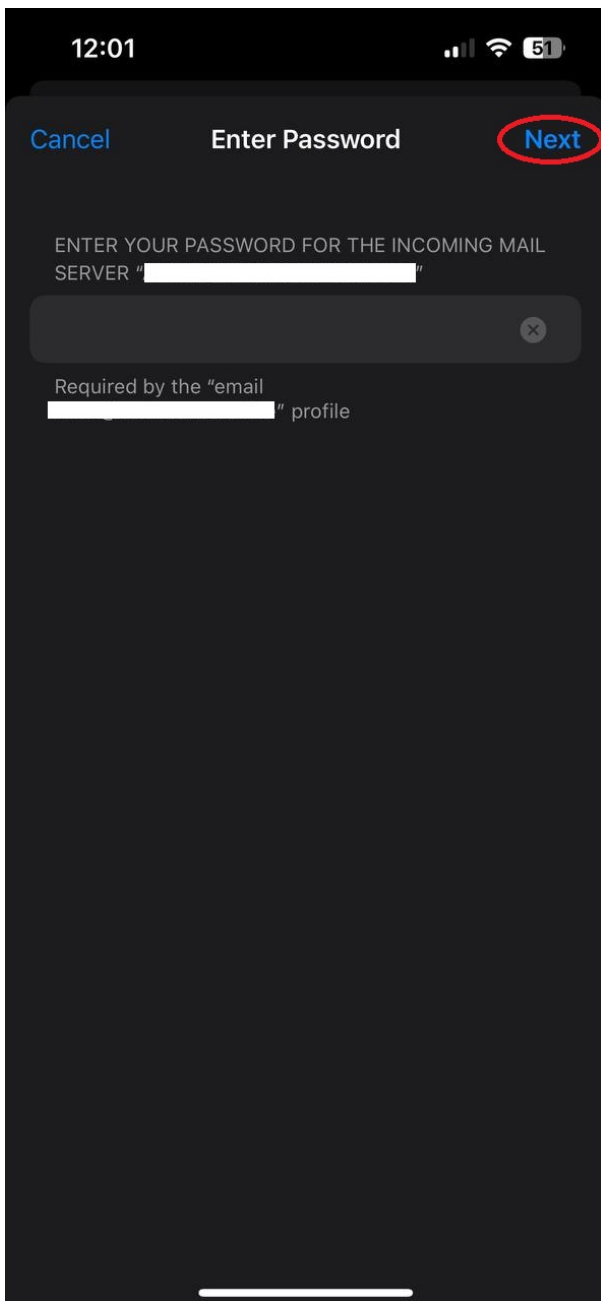 12:01
51
Cancel
Enter Password
Next
ENTER YOUR PASSWORD FOR THE INCOMING MAIL
SERVER “ ”
Required by the “email
” profile